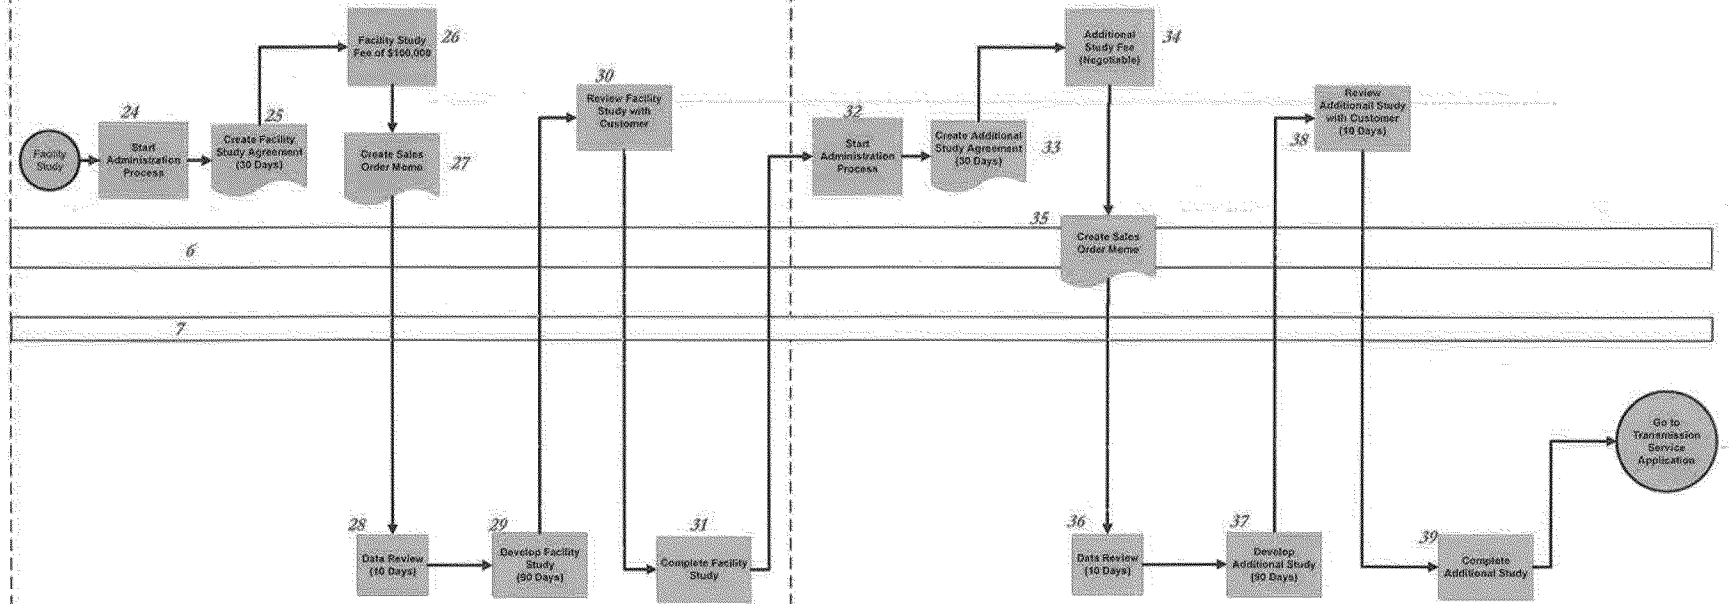 Facility
Study
24
Start
Administration
Process
25
Create Facility
Study Agreement
(30 Days)
26
Facility Study
Fee of $100,000
27
Create Sales
Order Memo
28
Data Review
(10 Days)
29
Develop Facility
Study
(90 Days)
30
Review Facility
Study with
Customer
31
Complete Facility
Study
32
Start
Administration
Process
33
Create Additional
Study Agreement
(30 Days)
34
Additional
Study Fee
(Negotiable)
35
Create Sales
Order Memo
36
Data Review
(10 Days)
37
Develop
Additional Study
(90 Days)
38
Review
Additional Study
with Customer
(10 Days)
39
Complete
Additional Study
Go to
Transmission
Service
Application
6
7